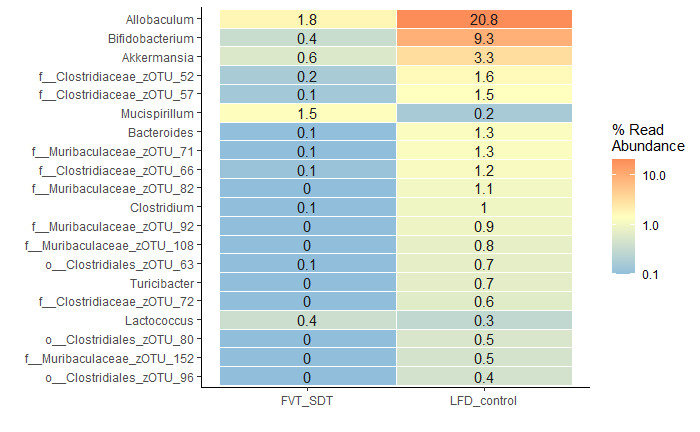 Allobaculum 1.8 20.8
Bifidobacterium 0.4 9.3
Akkermansia 0.6 3.3
f__Clostridiaceae_zOTU_52 0.2 1.6
f__Clostridiaceae_zOTU_57 0.1 1.5
Mucispirillum 1.5 0.2
Bacteroides 0.1 1.3
f__Muribaculaceae_zOTU_71 0.1 1.3
f__Clostridiaceae_zOTU_66 0.1 1.2
f__Muribaculaceae_zOTU_82 0 1.1
Clostridium 0.1 1
f__Muribaculaceae_zOTU_92 0 0.9
f__Muribaculaceae_zOTU_108 0 0.8
o__Clostridiales_zOTU_63 0.1 0.7
Turicibacter 0 0.7
f__Clostridiaceae_zOTU_72 0 0.6
Lactococcus 0.4 0.3
o__Clostridiales_zOTU_80 0 0.5
f__Muribaculaceae_zOTU_152 0 0.5
o__Clostridiales_zOTU_96 0 0.4
FVT_SDT LFD_control
% Read
Abundance
10.0
1.0
0.1